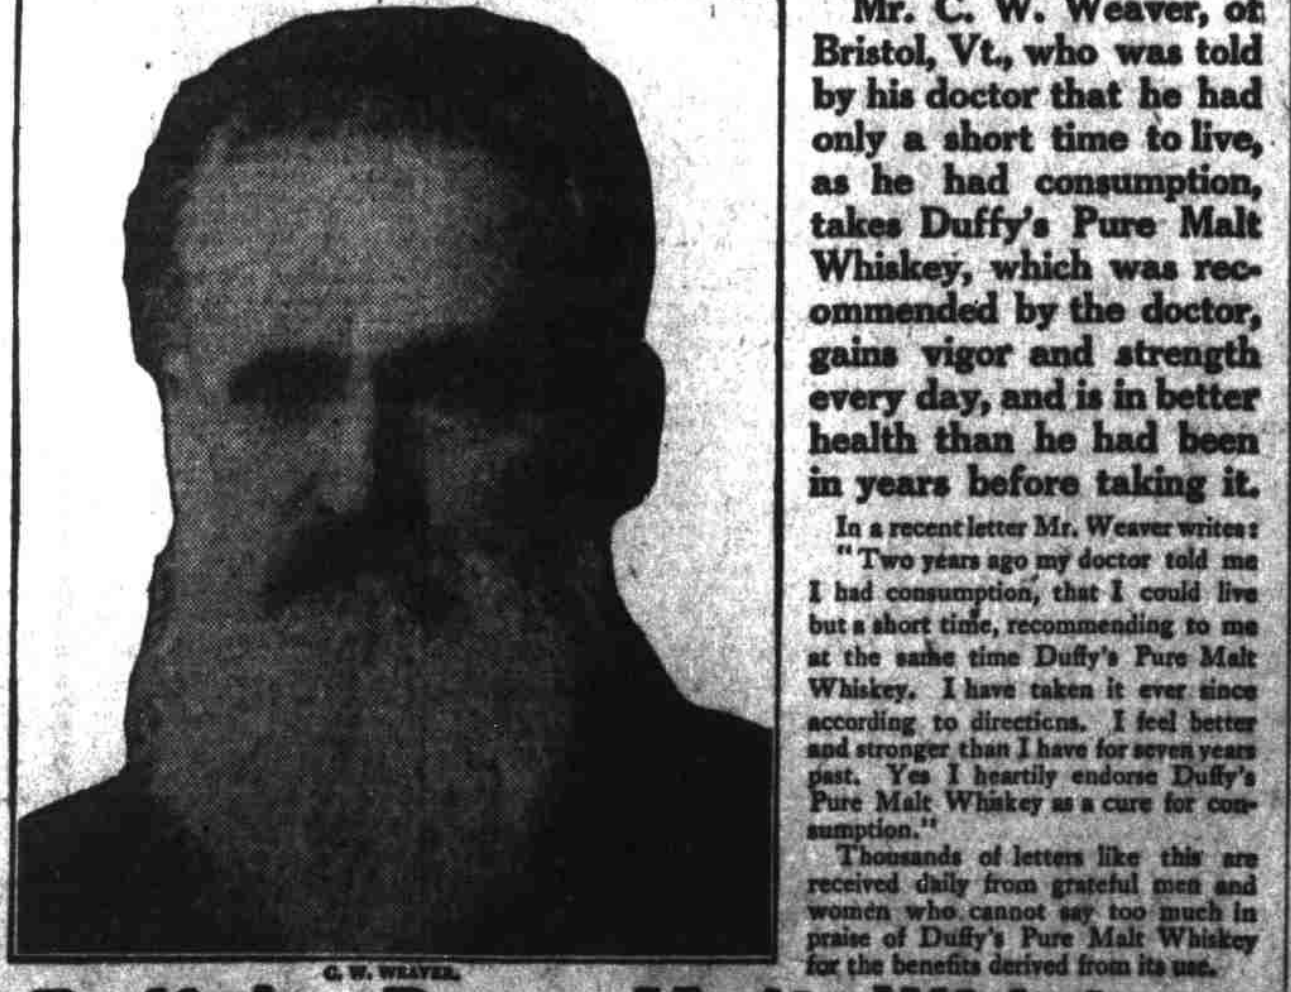 Mr. C. W. Weaver, of
Bristol, Vt., who was told
by his doctor that he had
only a short time to live,
as he had consumption,
takes Duffy's Pure Malt
Whiskey, which was rec-
ommended by the doctor,
gains vigor and strength
every day, and is in better
health than he had been
in years before taking it.
In a recent letter Mr. Weaver writes:
"Two years ago my doctor told me
I had consumption, that I could live
but a short time, recommending to me
at the same time Duffy's Pure Malt
Whiskey. I have taken it ever since
according to directions. I feel better
and stronger than I have for seven years
past. Yes I heartily endorse Duffy's
Pure Malt Whiskey as a cure for con-
sumption."
Thousands of letters like this are
received daily from grateful men and
women who cannot say too much in
praise of Duffy's Pure Malt Whiskey
for the benefits derived from its use.
C. W. WEAVER.